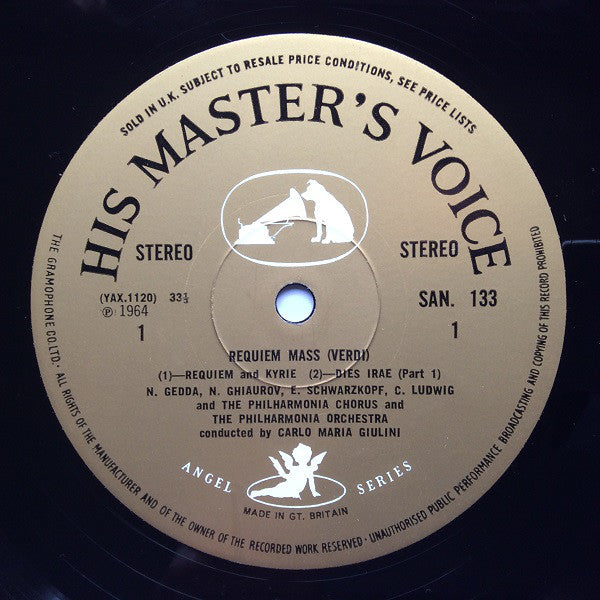 SOLD IN U.K. SUBJECT TO RESALE PRICE CONDITIONS, SEE PRICE LISTS
HIS MASTER'S VOICE
STEREO
STEREO
(YAX.1120) 33⅓
℗ 1964
1
SAN. 133
1
REQUIEM MASS (VERDI)
(1)—REQUIEM and KYRIE (2)—DIES IRAE (Part 1)
N. GEDDA, N. GHIAUROV, E. SCHWARZKOPF, C. LUDWIG
and THE PHILHARMONIA CHORUS and
THE PHILHARMONIA ORCHESTRA
conducted by CARLO MARIA GIULINI
ANGEL SERIES
MADE IN GT. BRITAIN
THE GRAMOPHONE CO. LTD. · ALL RIGHTS OF THE MANUFACTURER AND OF THE OWNER OF THE RECORDED WORK RESERVED · UNAUTHORISED PUBLIC PERFORMANCE BROADCASTING AND COPYING OF THIS RECORD PROHIBITED